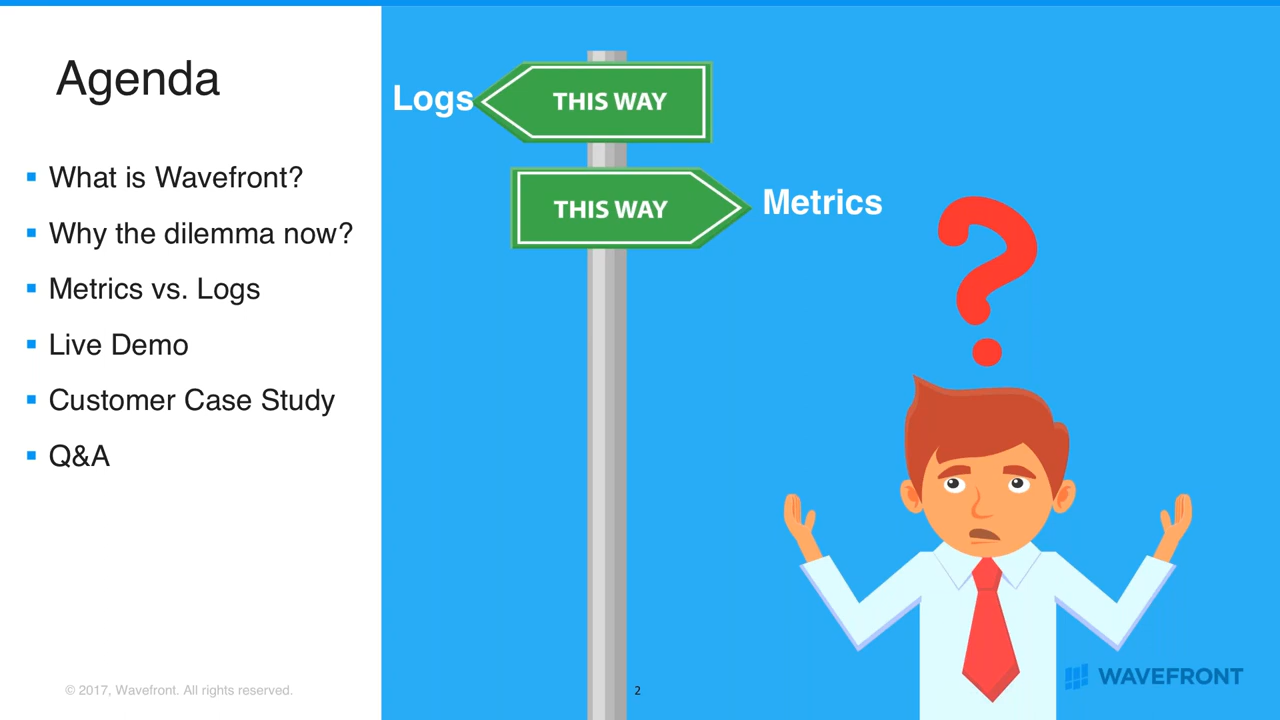 Agenda
What is Wavefront?
Why the dilemma now?
Metrics vs. Logs
Live Demo
Customer Case Study
Q&A
© 2017, Wavefront. All rights reserved.
Logs
THIS WAY
THIS WAY
Metrics
?
2
WAVEFRONT